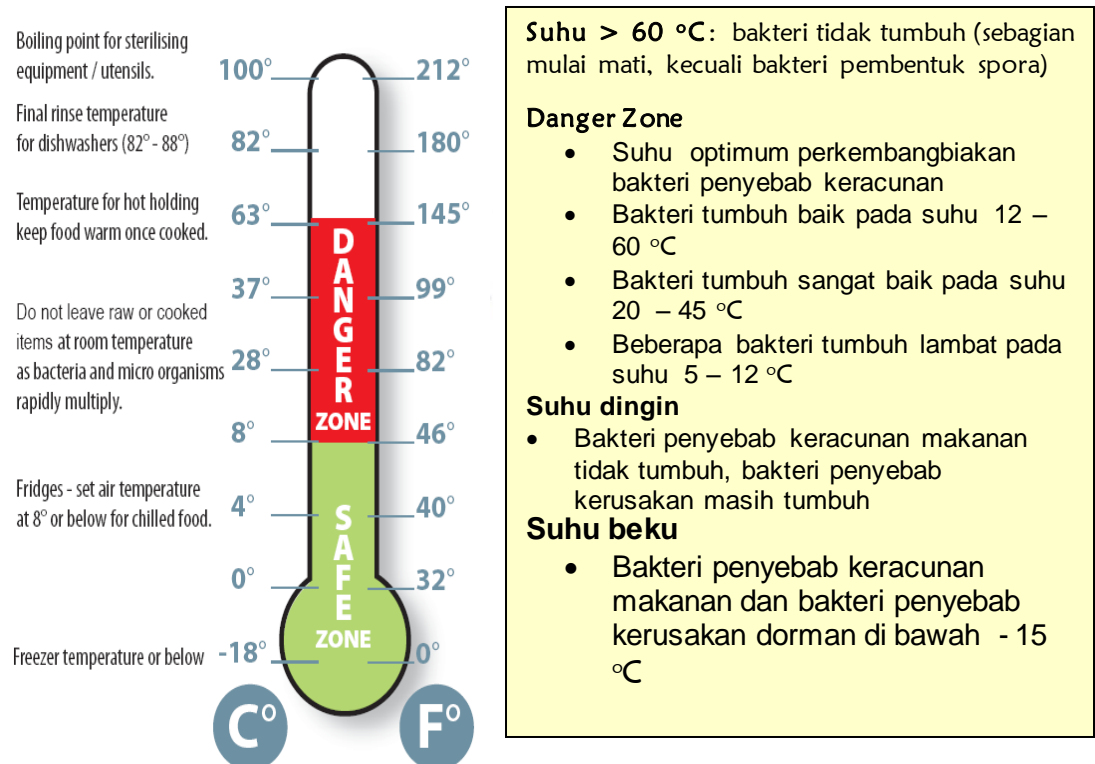 Boiling point for sterilising
equipment / utensils.
100° 212°
Final rinse temperature
for dishwashers (82° - 88°)
82° 180°
Temperature for hot holding
keep food warm once cooked.
63° 145°
37° 99°
Do not leave raw or cooked
items at room temperature
as bacteria and micro organisms
rapidly multiply.
28° 82°
8° 46°
Fridges - set air temperature
at 8° or below for chilled food.
4° 40°
0° 32°
Freezer temperature or below
-18° 0°
DANGER
ZONE
SAFE
ZONE
C°
F°
Suhu > 60 °C: bakteri tidak tumbuh (sebagian
mulai mati, kecuali bakteri pembentuk spora)
Danger Zone
• Suhu optimum perkembangbiakan
bakteri penyebab keracunan
• Bakteri tumbuh baik pada suhu 12 –
60 °C
• Bakteri tumbuh sangat baik pada suhu
20 – 45 °C
• Beberapa bakteri tumbuh lambat pada
suhu 5 – 12 °C
Suhu dingin
• Bakteri penyebab keracunan makanan
tidak tumbuh, bakteri penyebab
kerusakan masih tumbuh
Suhu beku
• Bakteri penyebab keracunan
makanan dan bakteri penyebab
kerusakan dorman di bawah - 15
°C